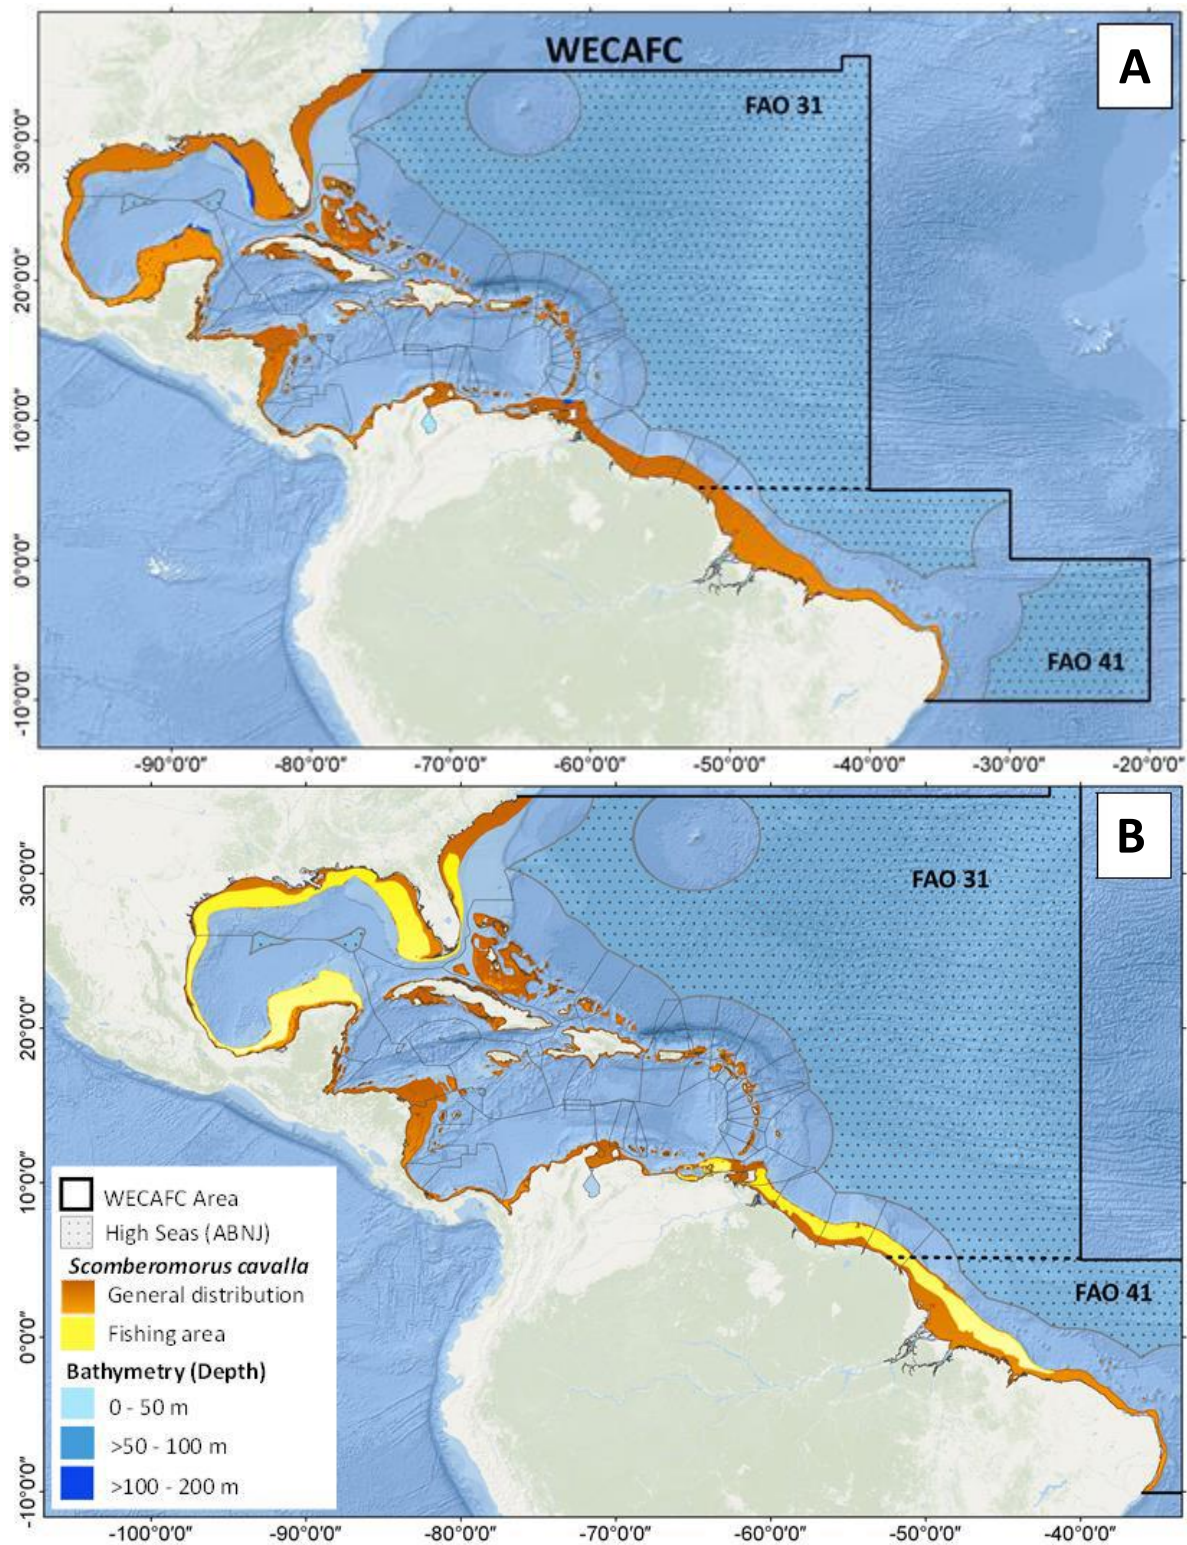 WECAFC
A
FAO 31
FAO 41
30°0'0"
20°0'0"
10°0'0"
0°0'0"
-10°0'0"
-90°0'0"
-80°0'0"
-70°0'0"
-60°0'0"
-50°0'0"
-40°0'0"
-30°0'0"
-20°0'0"
B
FAO 31
FAO 41
30°0'0"
20°0'0"
10°0'0"
0°0'0"
-10°0'0"
WECAFC Area
High Seas (ABNJ)
Scomberomorus cavalla
General distribution
Fishing area
Bathymetry (Depth)
0 - 50 m
>50 - 100 m
>100 - 200 m
-100°0'0"
-90°0'0"
-80°0'0"
-70°0'0"
-60°0'0"
-50°0'0"
-40°0'0"